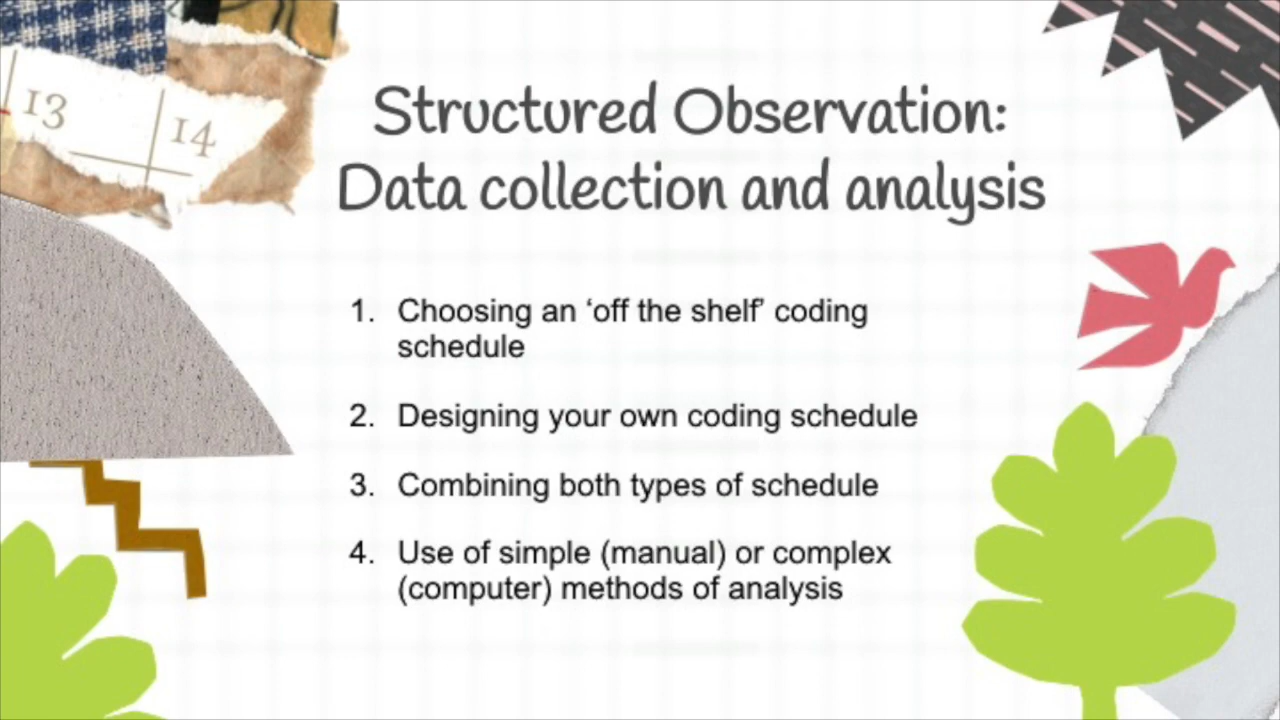 13
14
Structured Observation:
Data collection and analysis
1. Choosing an ‘off the shelf’ coding
schedule
2. Designing your own coding schedule
3. Combining both types of schedule
4. Use of simple (manual) or complex
(computer) methods of analysis